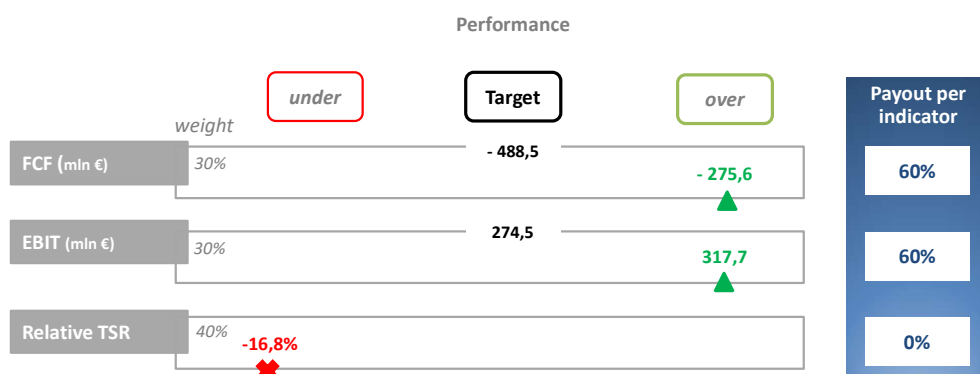 Performance
under
Target
over
Payout per
indicator
weight
FCF (mln €)
30%
- 488,5
- 275,6
60%
EBIT (mln €)
30%
274,5
317,7
60%
Relative TSR
40%
-16,8%
0%